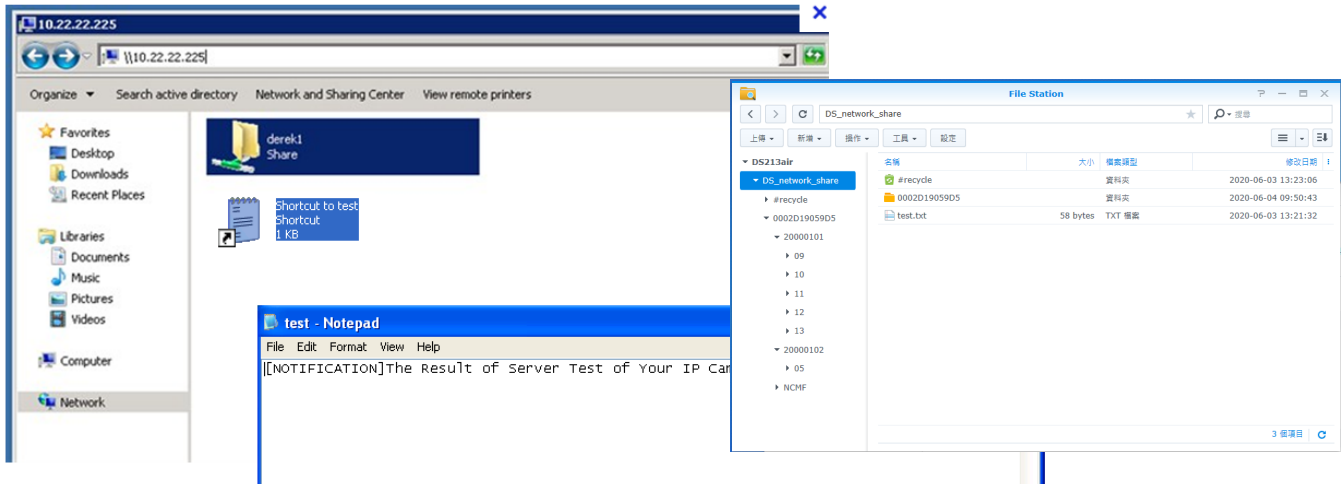 10.22.22.225
\\10.22.22.225
Organize Search active directory Network and Sharing Center View remote printers
Favorites
Desktop
Downloads
Recent Places
Libraries
Documents
Music
Pictures
Videos
Computer
Network
derek1
Share
Shortcut to test
Shortcut
1 KB
test - Notepad
File Edit Format View Help
[NOTIFICATION]The Result of Server Test of Your IP Car
File Station
DS_network_share
搜尋
上傳 新增 操作 工具 設定
DS213air
DS_network_share
#recycle
0002D19059D5
20000101
09
10
11
12
13
20000102
05
NCMF
名稱 大小 檔案類型 修改日期
#recycle 資料夾 2020-06-03 13:23:06
0002D19059D5 資料夾 2020-06-04 09:50:43
test.txt 58 bytes TXT 檔案 2020-06-03 13:21:32
3 個項目